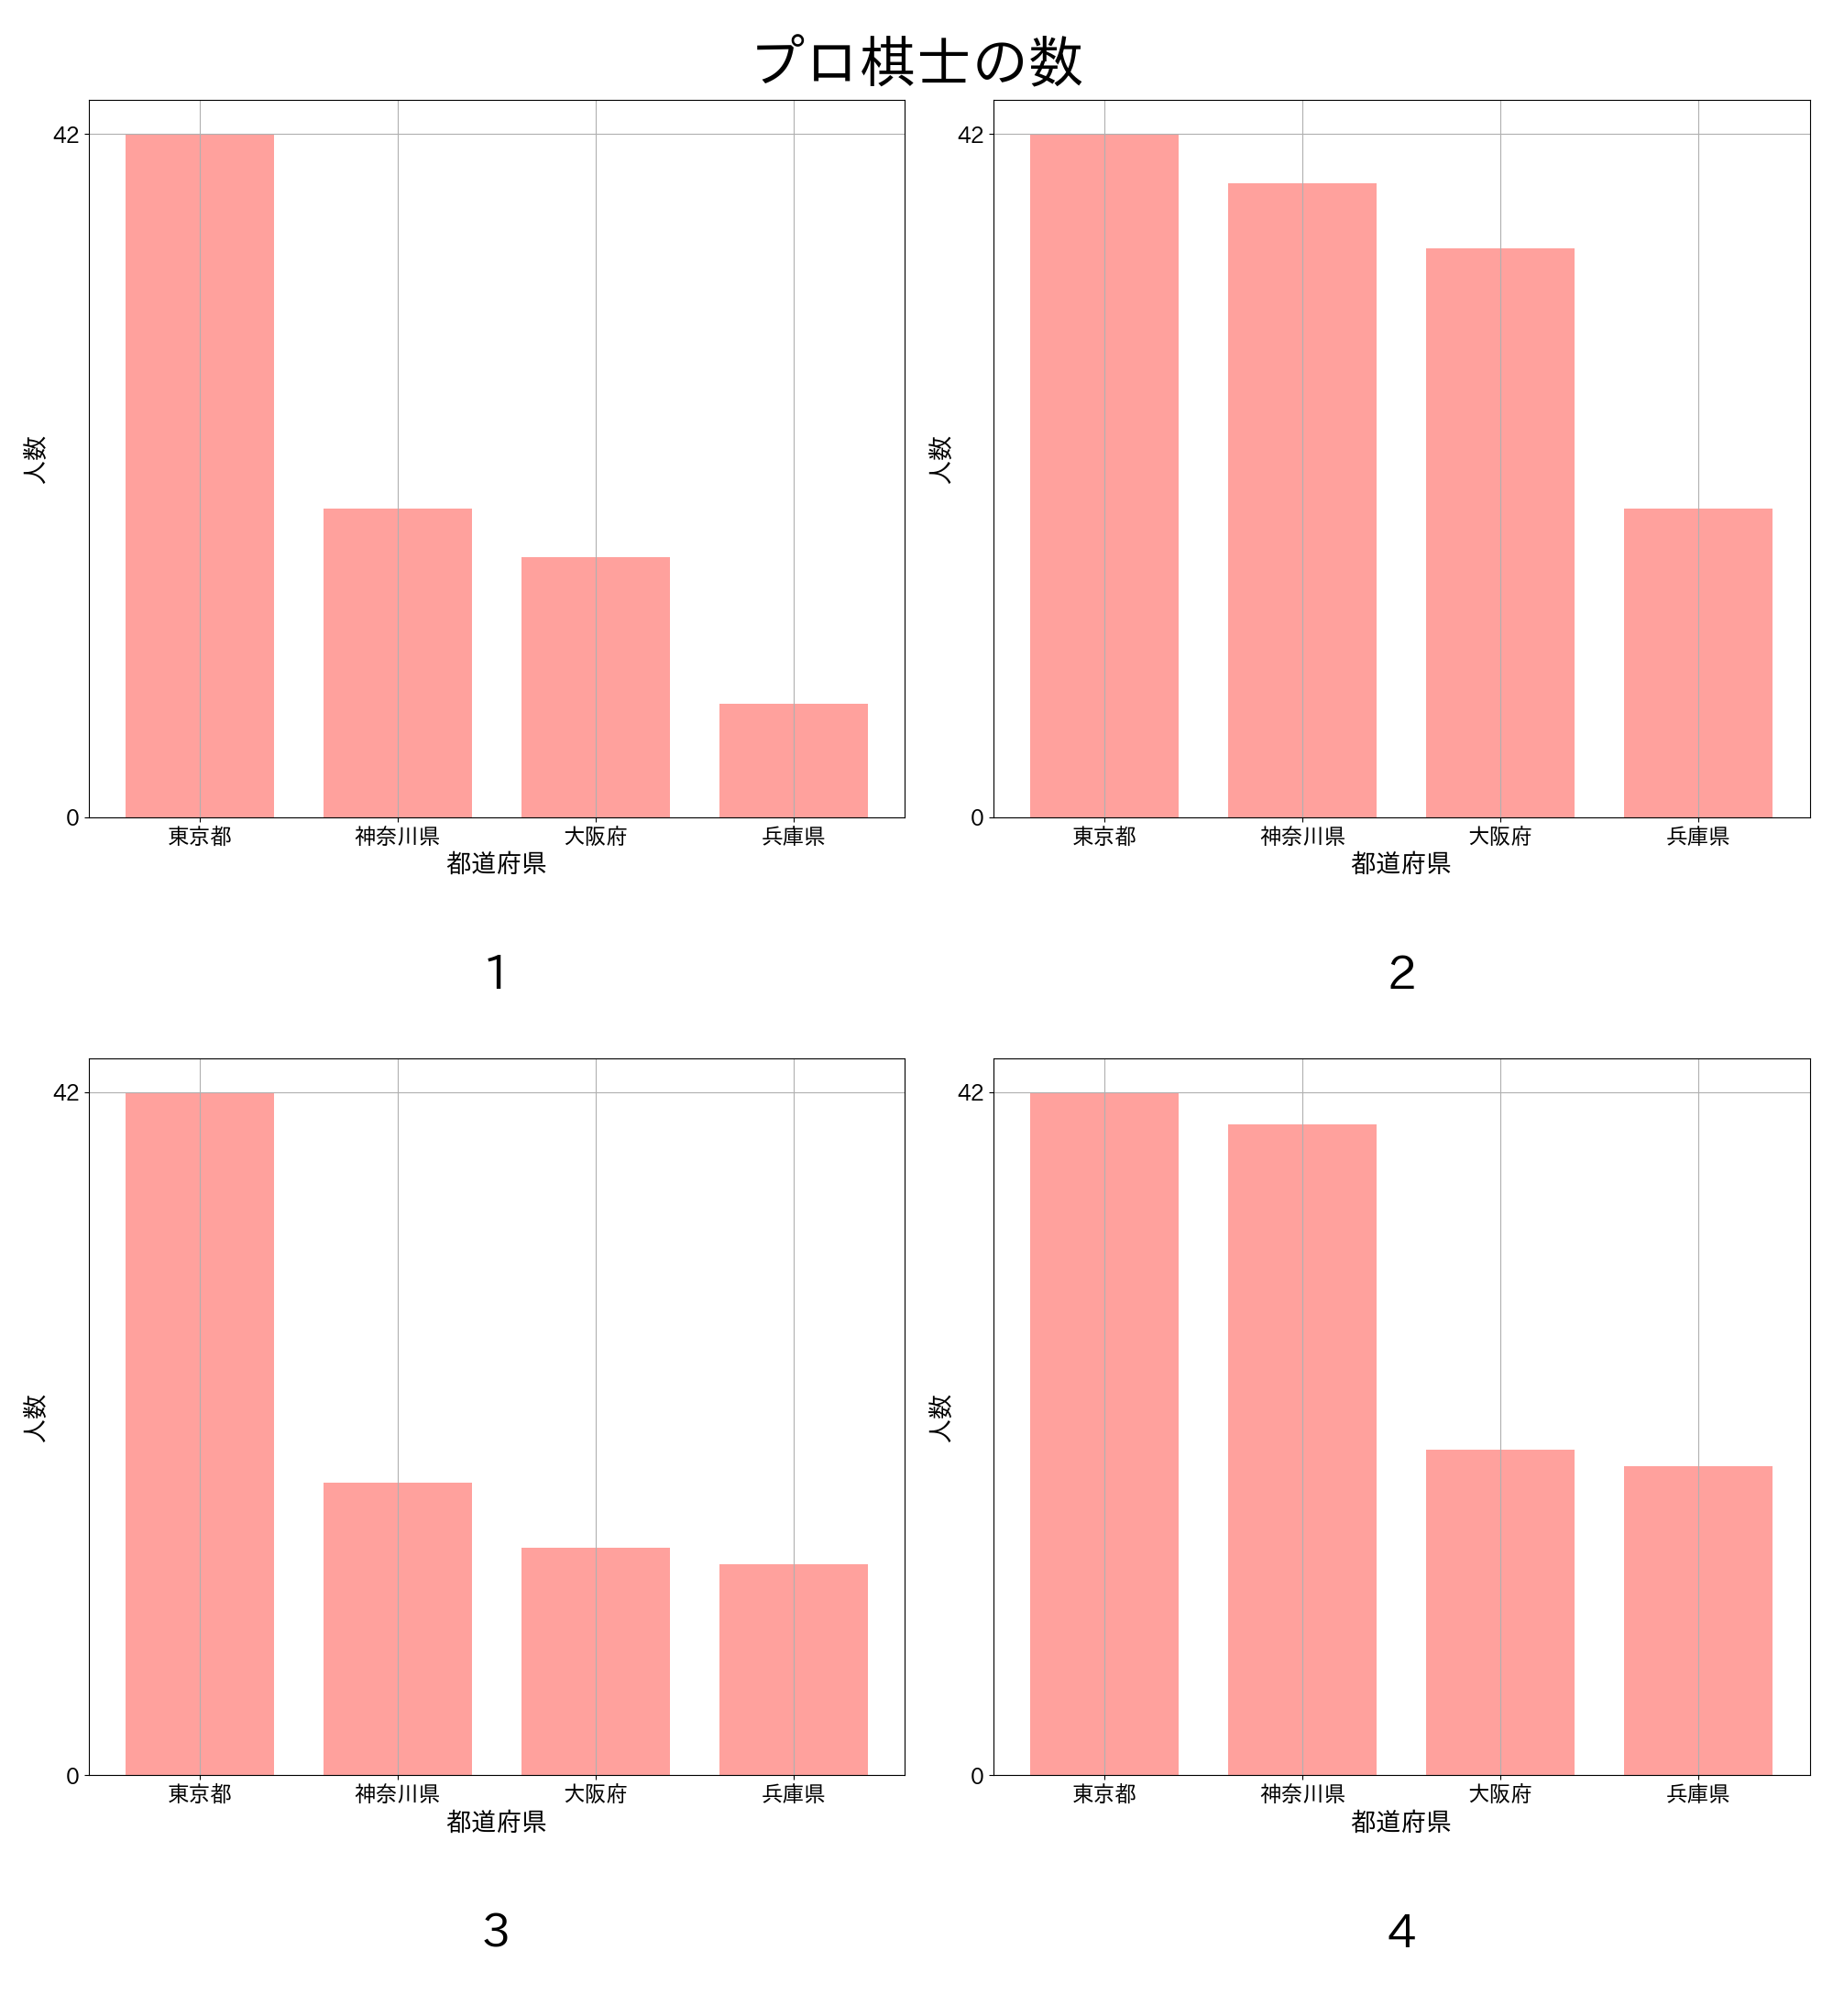 プロ棋士の数
42
0
人数
東京都 神奈川県 大阪府 兵庫県
都道府県
1
42
0
人数
東京都 神奈川県 大阪府 兵庫県
都道府県
2
42
0
人数
東京都 神奈川県 大阪府 兵庫県
都道府県
3
42
0
人数
東京都 神奈川県 大阪府 兵庫県
都道府県
4